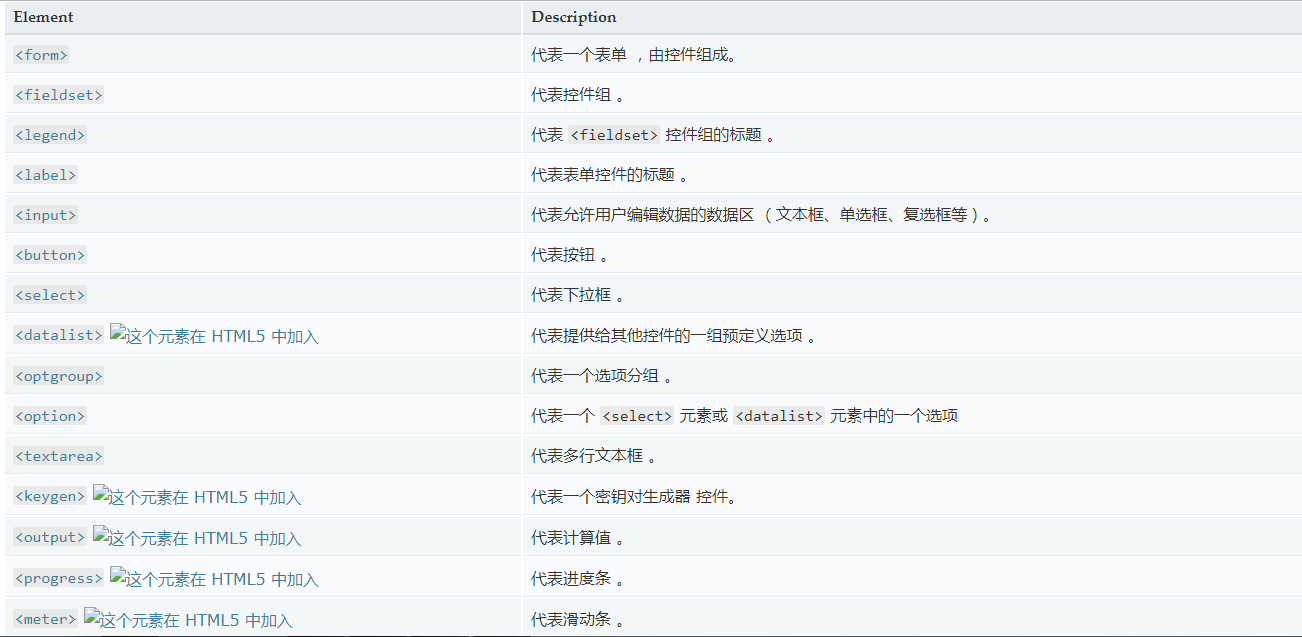 Element Description
<form> 代表一个表单 ，由控件组成。
<fieldset> 代表控件组 。
<legend> 代表 <fieldset> 控件组的标题 。
<label> 代表表单控件的标题 。
<input> 代表允许用户编辑数据的数据区 （文本框、单选框、复选框等）。
<button> 代表按钮 。
<select> 代表下拉框 。
<datalist> 这个元素在 HTML5 中加入 代表提供给其他控件的一组预定义选项 。
<optgroup> 代表一个选项分组 。
<option> 代表一个 <select> 元素或 <datalist> 元素中的一个选项
<textarea> 代表多行文本框 。
<keygen> 这个元素在 HTML5 中加入 代表一个密钥对生成器 控件。
<output> 这个元素在 HTML5 中加入 代表计算值 。
<progress> 这个元素在 HTML5 中加入 代表进度条 。
<meter> 这个元素在 HTML5 中加入 代表滑动条 。